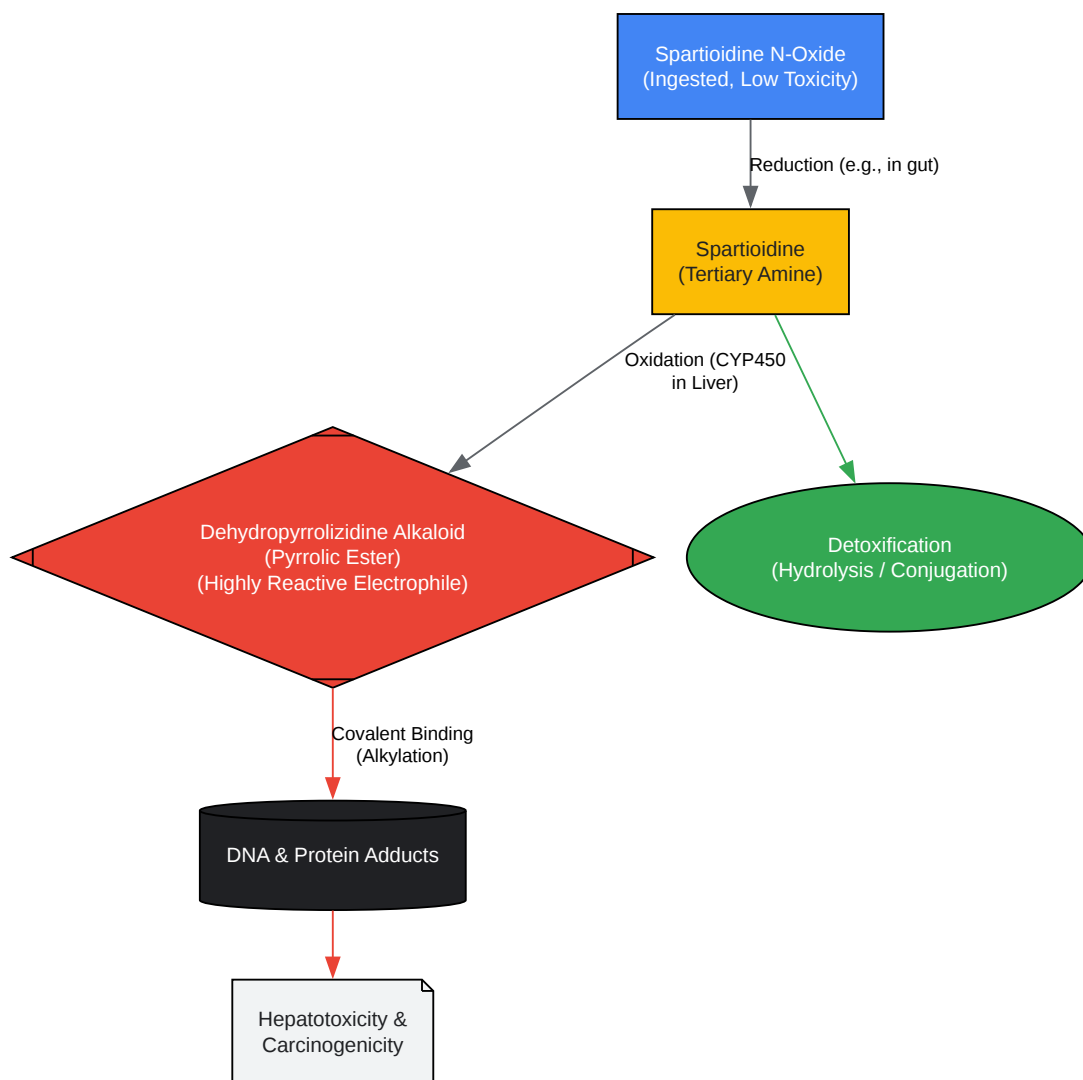 Spartioidine N-Oxide
(Ingested, Low Toxicity)
Reduction (e.g., in gut)
Spartioidine
(Tertiary Amine)
Oxidation (CYP450
in Liver)
Dehydropyrrolizidine Alkaloid
(Pyrrolic Ester)
(Highly Reactive Electrophile)
Detoxification
(Hydrolysis / Conjugation)
Covalent Binding
(Alkylation)
DNA & Protein Adducts
Hepatotoxicity &
Carcinogenicity